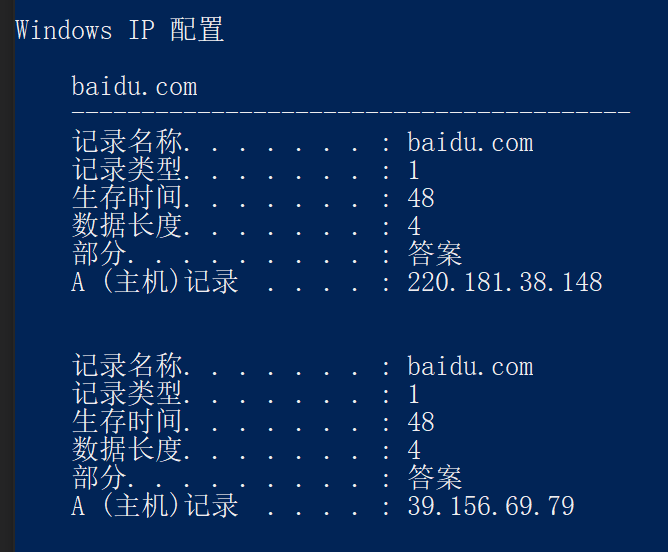 Windows IP 配置
baidu.com
----------------------------------------
记录名称. . . . . . . : baidu.com
记录类型. . . . . . . : 1
生存时间. . . . . . . : 48
数据长度. . . . . . . : 4
部分. . . . . . . . . : 答案
A (主机)记录 . . . . : 220.181.38.148
记录名称. . . . . . . : baidu.com
记录类型. . . . . . . : 1
生存时间. . . . . . . : 48
数据长度. . . . . . . : 4
部分. . . . . . . . . : 答案
A (主机)记录 . . . . : 39.156.69.79